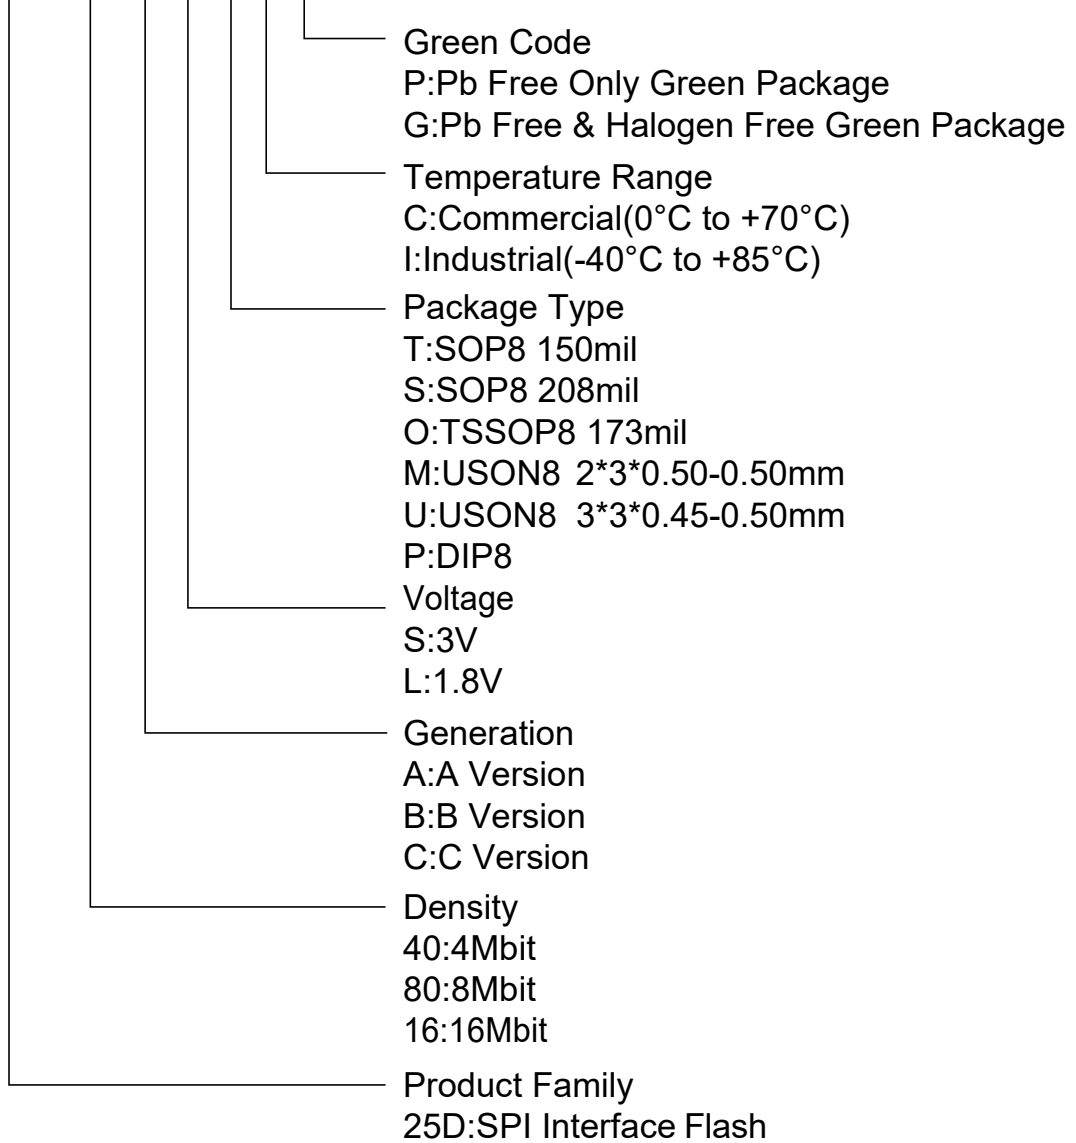 Green Code
P:Pb Free Only Green Package
G:Pb Free & Halogen Free Green Package
Temperature Range
C:Commercial(0°C to +70°C)
I:Industrial(-40°C to +85°C)
Package Type
T:SOP8 150mil
S:SOP8 208mil
O:TSSOP8 173mil
M:USON8 2*3*0.50-0.50mm
U:USON8 3*3*0.45-0.50mm
P:DIP8
Voltage
S:3V
L:1.8V
Generation
A:A Version
B:B Version
C:C Version
Density
40:4Mbit
80:8Mbit
16:16Mbit
Product Family
25D:SPI Interface Flash